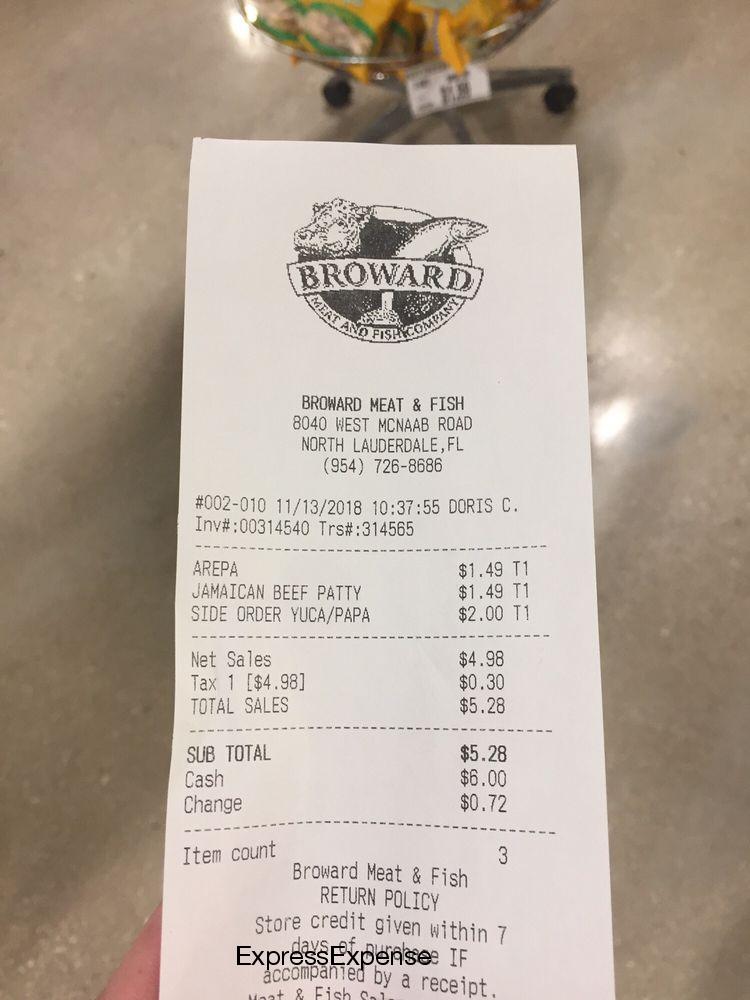 BROWARD
MEAT AND FISH COMPANY
BROWARD MEAT & FISH
8040 WEST MCNAAB ROAD
NORTH LAUDERDALE,FL
(954) 726-8686
#002-010 11/13/2018 10:37:55 DORIS C.
Inv#:00314540 Trs#:314565
AREPA $1.49 T1
JAMAICAN BEEF PATTY $1.49 T1
SIDE ORDER YUCA/PAPA $2.00 T1
Net Sales $4.98
Tax 1 [$4.98] $0.30
TOTAL SALES $5.28
SUB TOTAL $5.28
Cash $6.00
Change $0.72
Item count 3
Broward Meat & Fish
RETURN POLICY
Store credit given within 7
days of purchase IF
ExpressExpense
accompanied by a receipt.
Meat & Fish